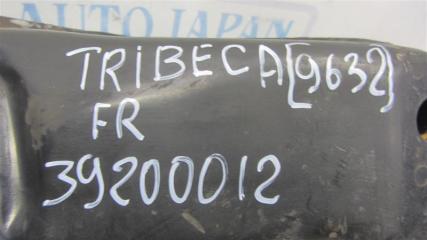 AUTO JAPAN
TRIBECA [9632]
FR
39200012